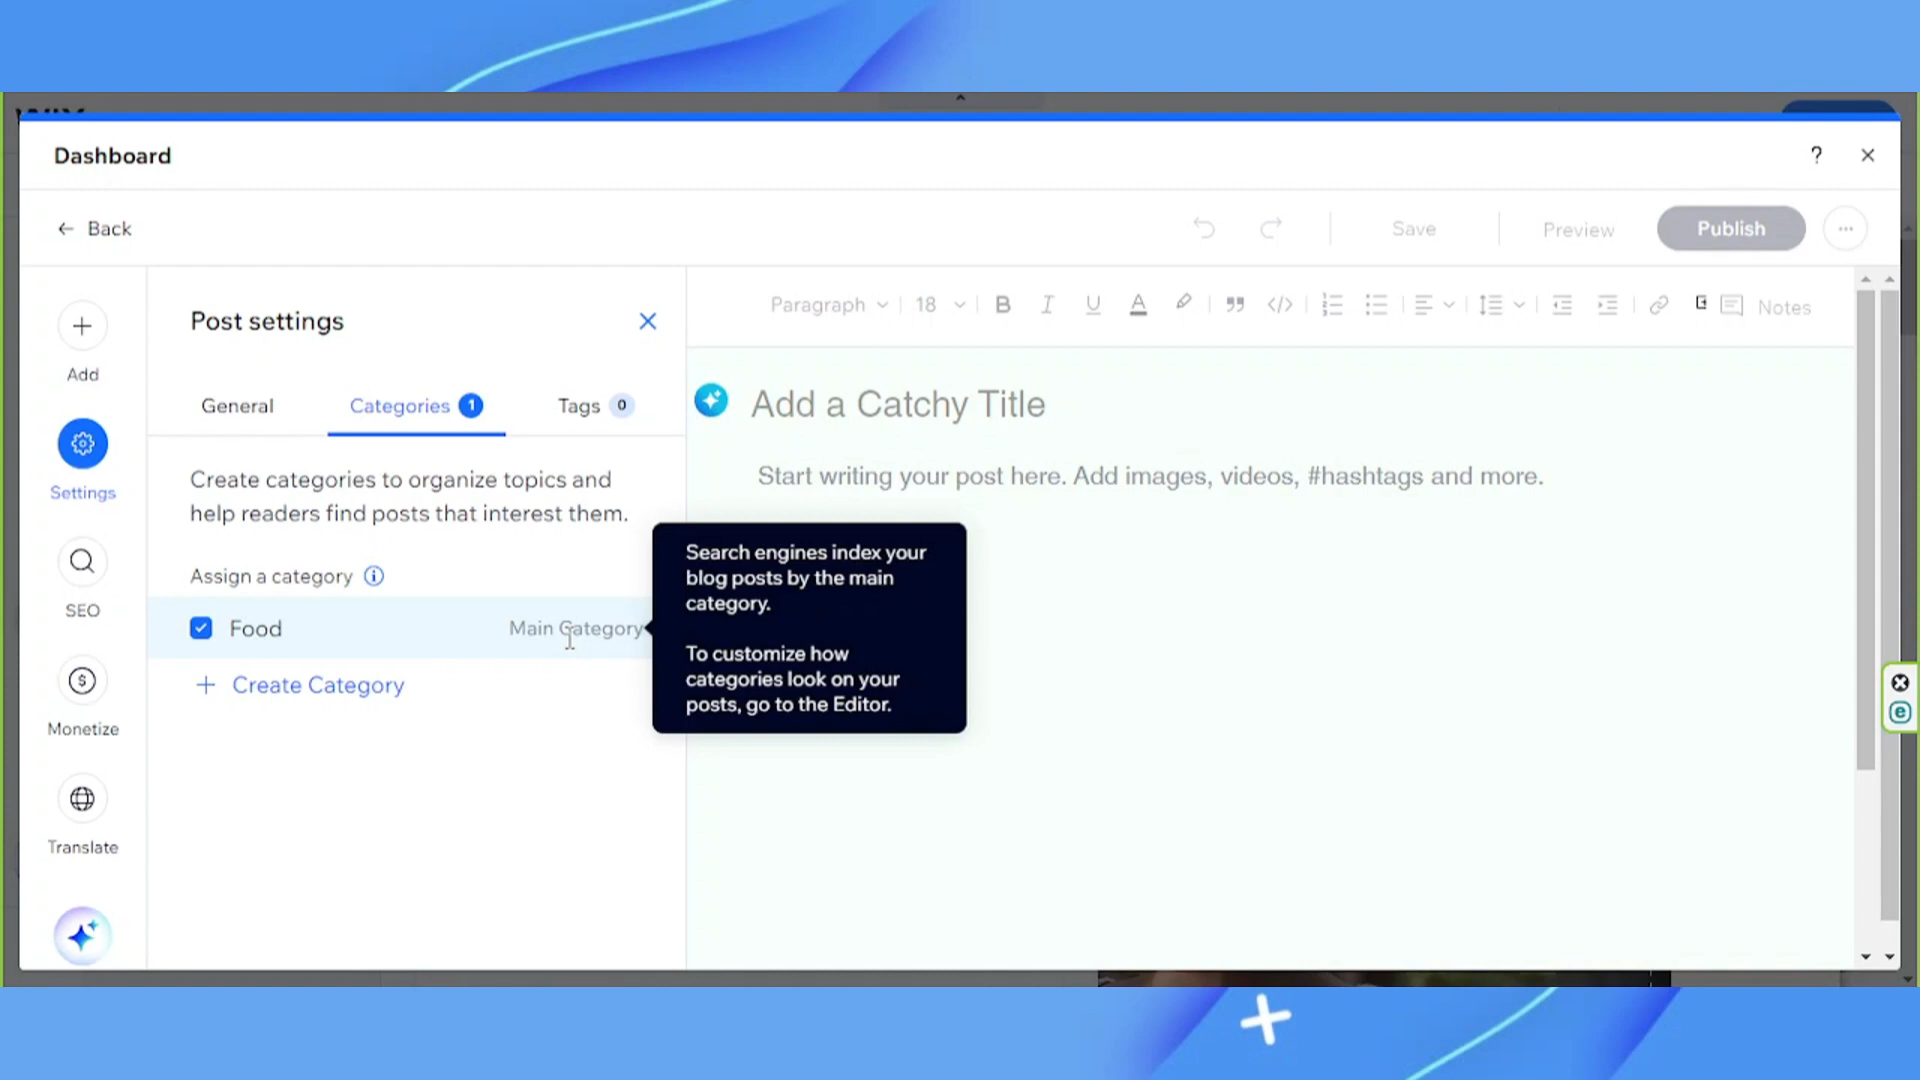 Dashboard
?
Back
Save
Preview
Publish
Add
Settings
SEO
Monetize
Translate
Post settings
General
Categories 1
Tags 0
Create categories to organize topics and
help readers find posts that interest them.
Assign a category
Food
Main Category
+ Create Category
Paragraph
18
B I U A
Notes
Add a Catchy Title
Start writing your post here. Add images, videos, #hashtags and more.
Search engines index your
blog posts by the main
category.
To customize how
categories look on your
posts, go to the Editor.